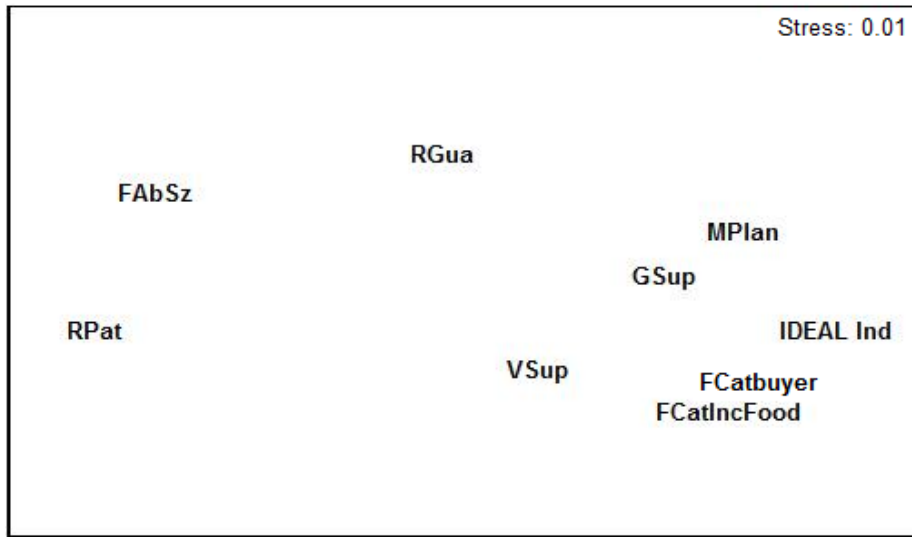 Stress: 0.01
RGua
FAbSz
MPlan
GSup
RPat
IDEAL Ind
VSup
FCatbuyer
FCatIncFood